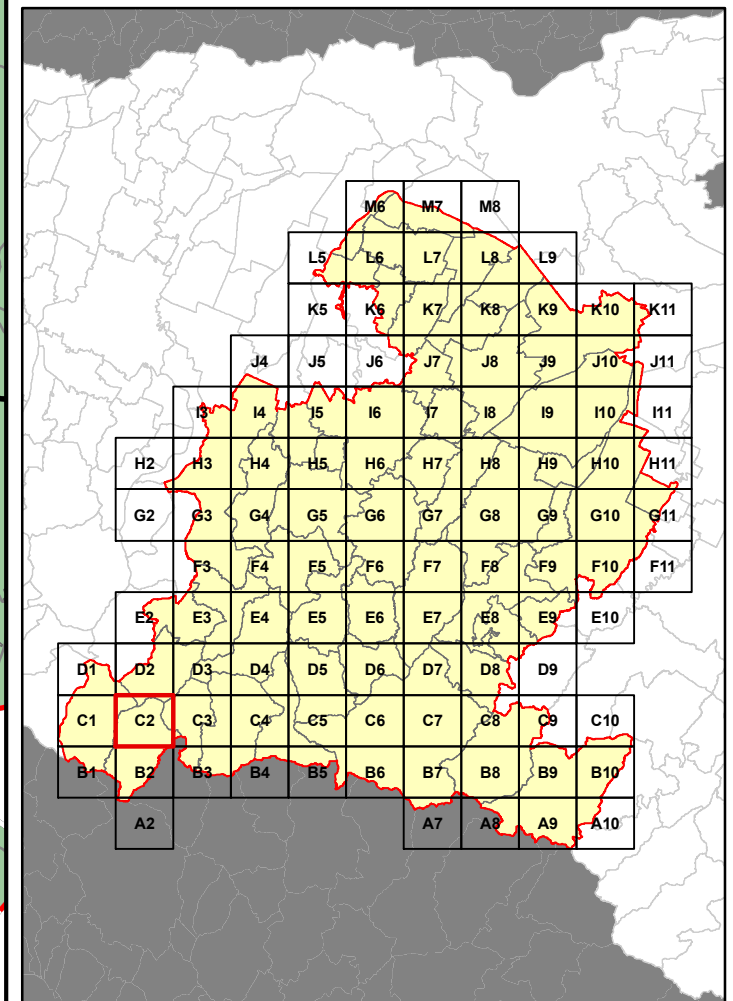 M6 M7 M8
L5 L6 L7 L8 L9
K5 K6 K7 K8 K9 K10 K11
J4 J5 J6 J7 J8 J9 J10 J11
I3 I4 I5 I6 I7 I8 I9 I10 I11
H2 H3 H4 H5 H6 H7 H8 H9 H10 H11
G2 G3 G4 G5 G6 G7 G8 G9 G10 G11
F3 F4 F5 F6 F7 F8 F9 F10 F11
E2 E3 E4 E5 E6 E7 E8 E9 E10
D1 D2 D3 D4 D5 D6 D7 D8 D9
C1 C2 C3 C4 C5 C6 C7 C8 C9 C10
B1 B2 B3 B4 B5 B6 B7 B8 B9 B10
A2 A7 A8 A9 A10